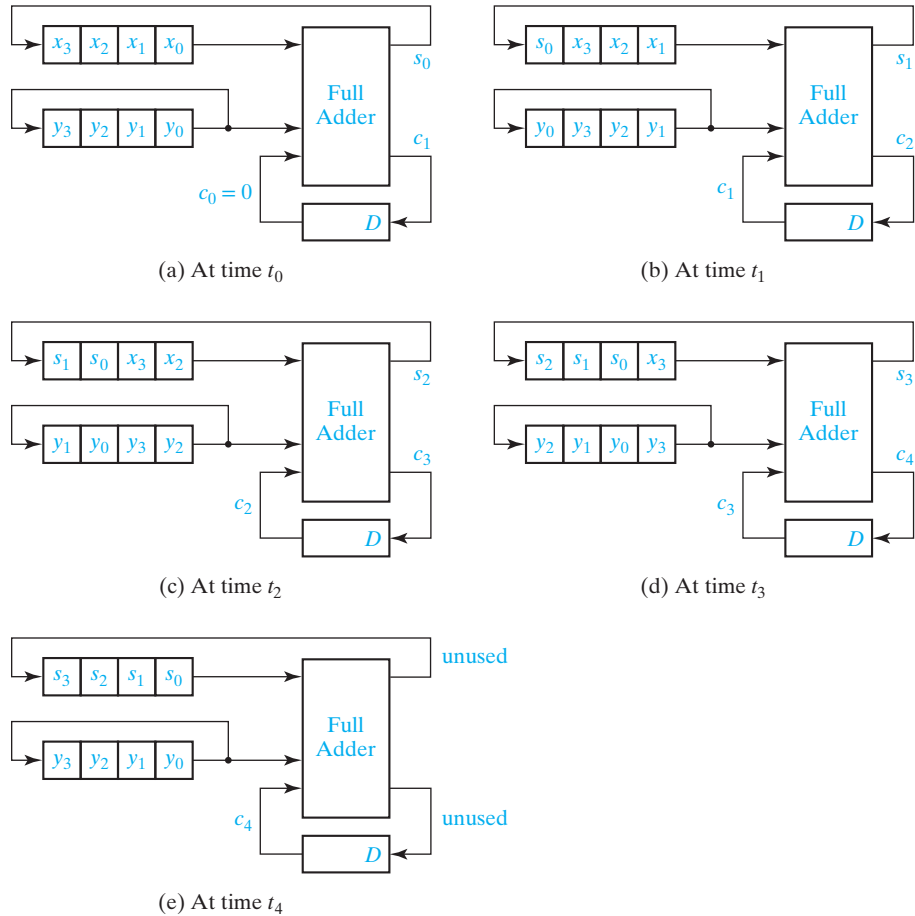 x₃ x₂ x₁ x₀
s₀
Full
Adder
y₃ y₂ y₁ y₀
c₁
c₀ = 0
D
(a) At time t₀
s₀ x₃ x₂ x₁
s₁
Full
Adder
y₀ y₃ y₂ y₁
c₂
c₁
D
(b) At time t₁
s₁ s₀ x₃ x₂
s₂
Full
Adder
y₁ y₀ y₃ y₂
c₃
c₂
D
(c) At time t₂
s₂ s₁ s₀ x₃
s₃
Full
Adder
y₂ y₁ y₀ y₃
c₄
c₃
D
(d) At time t₃
unused
s₃ s₂ s₁ s₀
Full
Adder
y₃ y₂ y₁ y₀
c₄
unused
D
(e) At time t₄